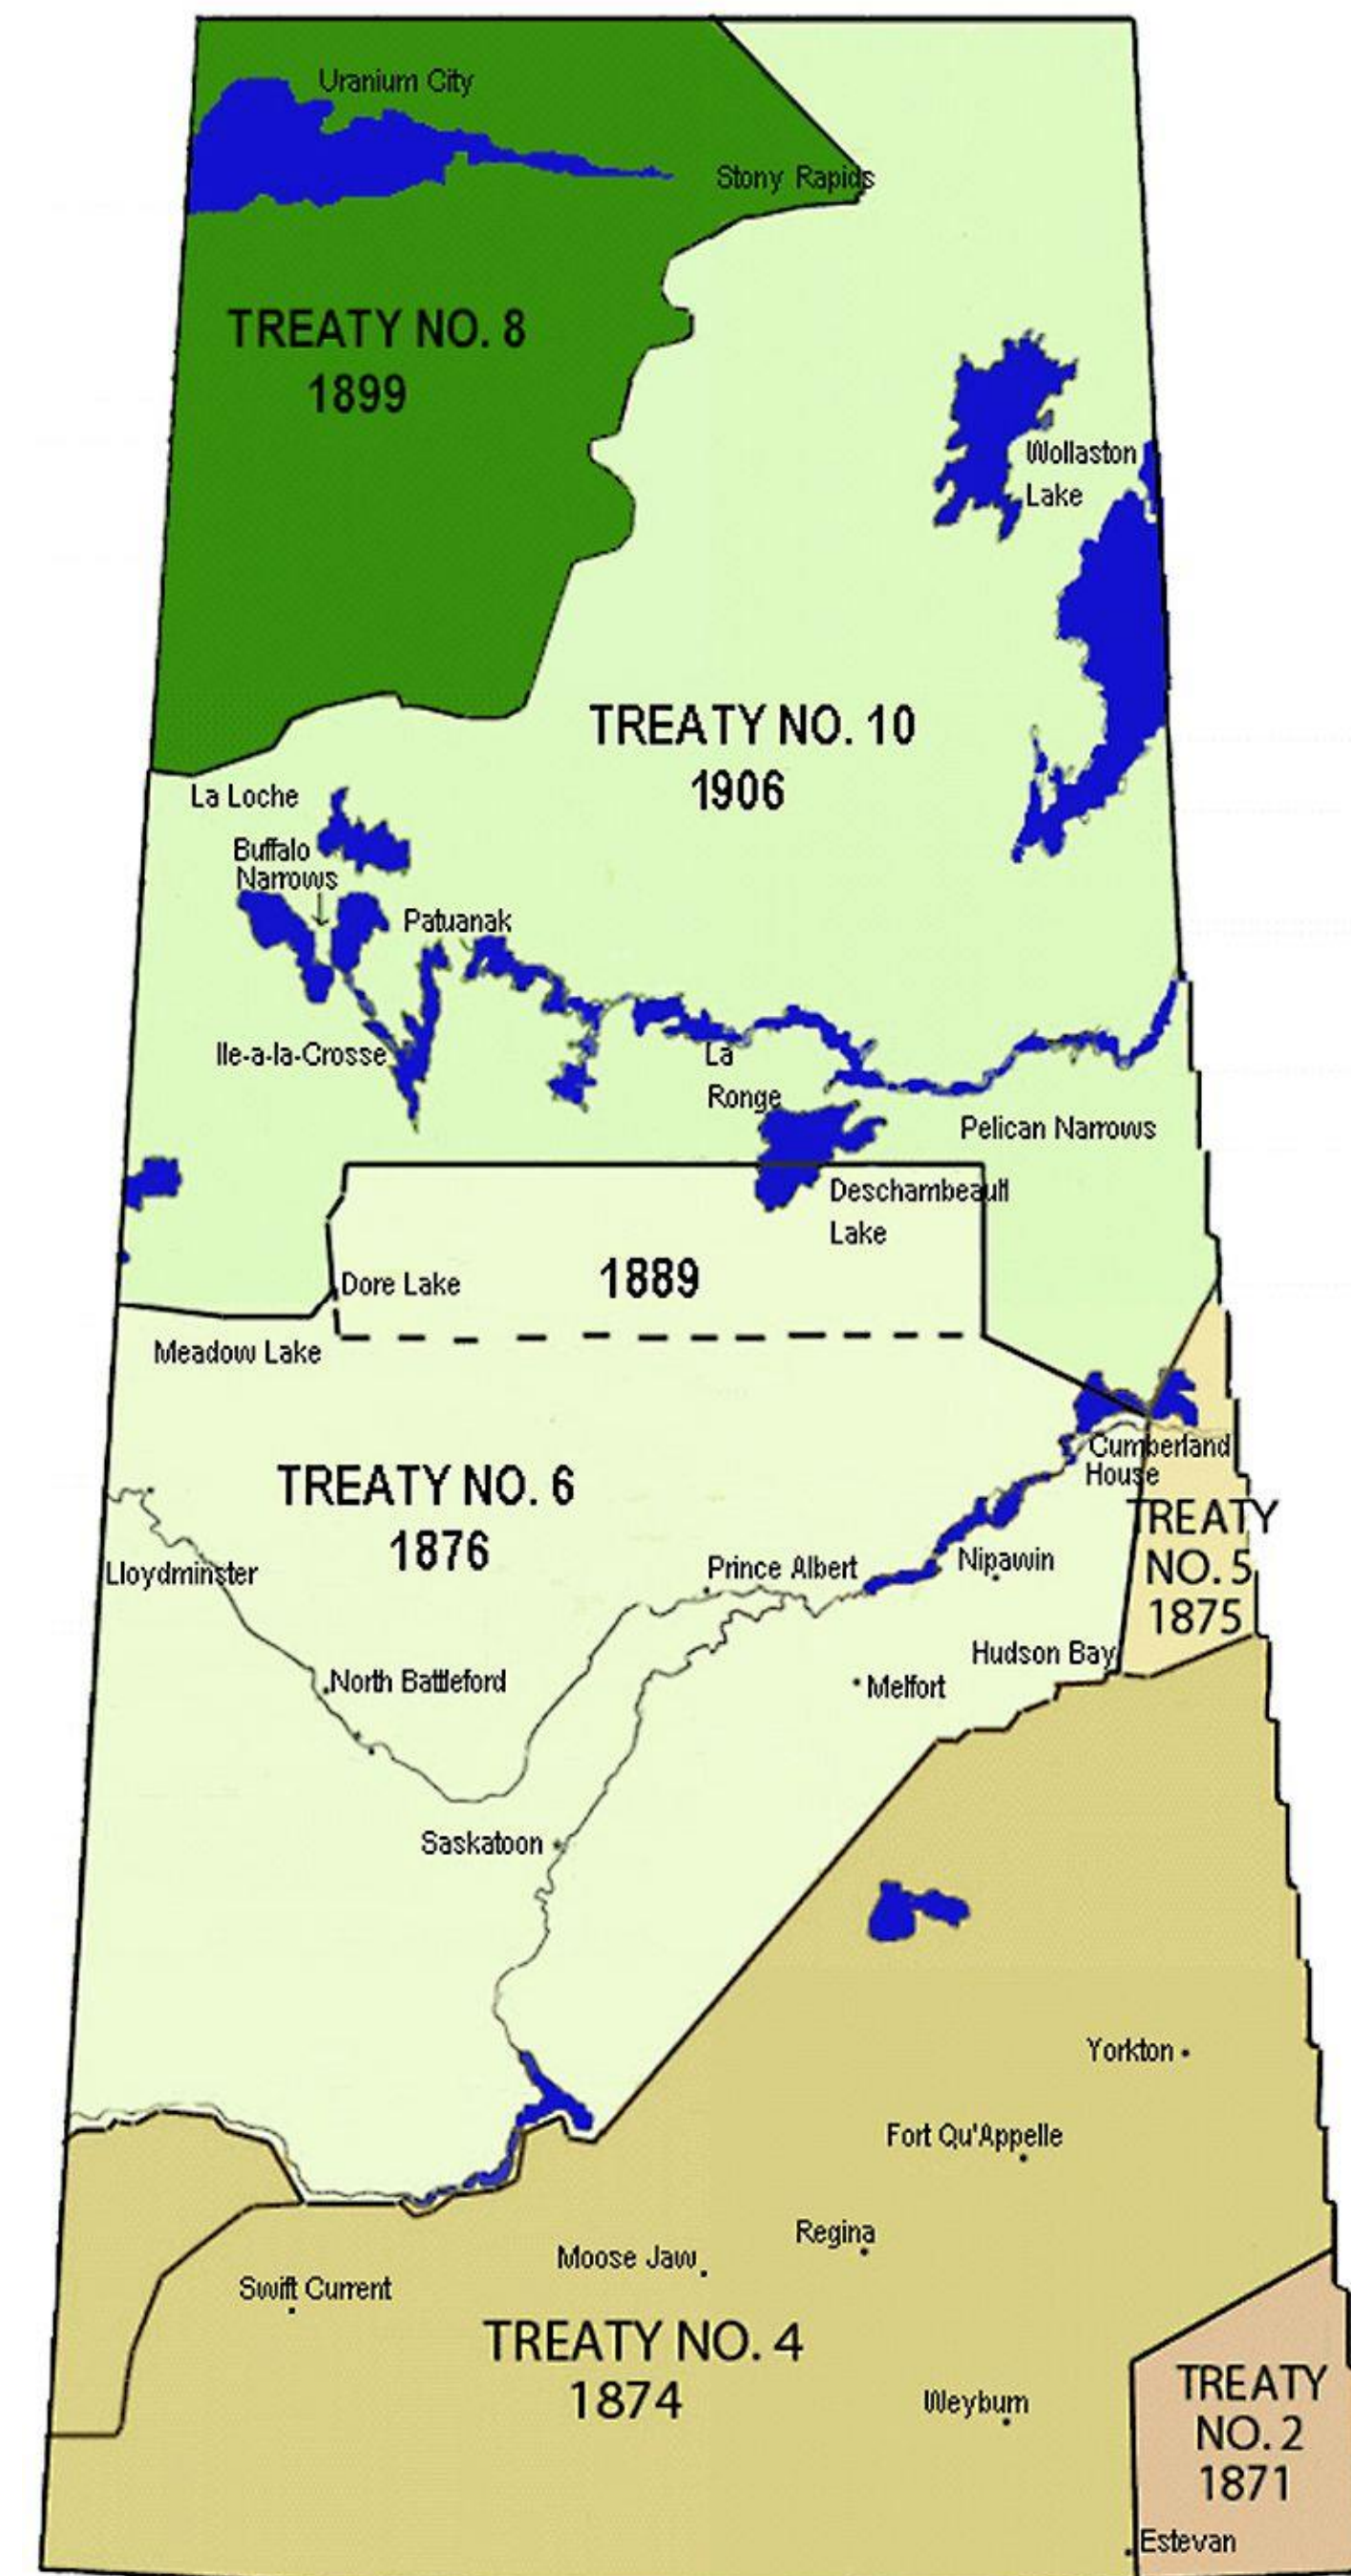 Uranium City
Stony Rapids
TREATY NO. 8
1899
Wollaston
Lake
TREATY NO. 10
1906
La Loche
Buffalo
Narrows
Patuanak
Ile-a-la-Crosse
La
Ronge
Pelican Narrows
Deschambeault
Lake
1889
Dore Lake
Meadow Lake
Cumberland
House
TREATY NO. 6
1876
TREATY
NO. 5
1875
Lloydminster
Prince Albert
Nipawin
Hudson Bay
North Battleford
Melfort
Saskatoon
Yorkton
Fort Qu'Appelle
Regina
Moose Jaw
Swift Current
TREATY NO. 4
1874
Weyburn
TREATY
NO. 2
1871
Estevan